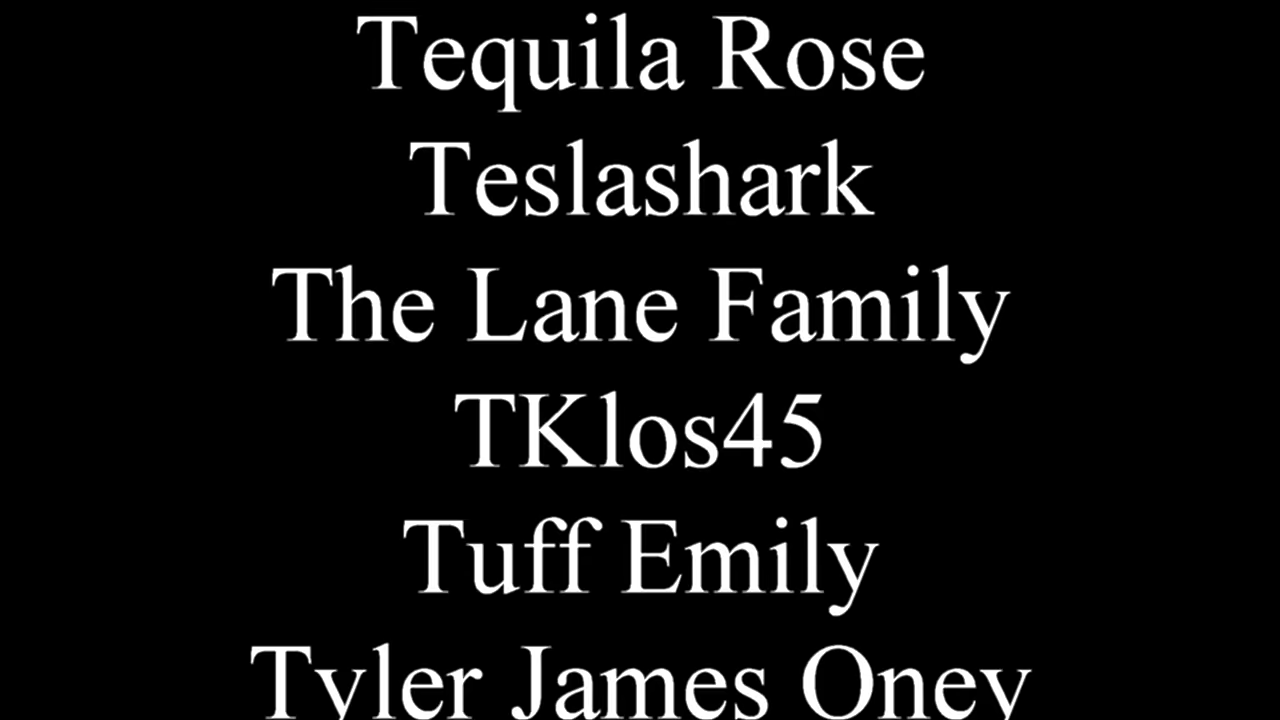 Tequila Rose
Teslashark
The Lane Family
TKlos45
Tuff Emily
Tyler James Oney